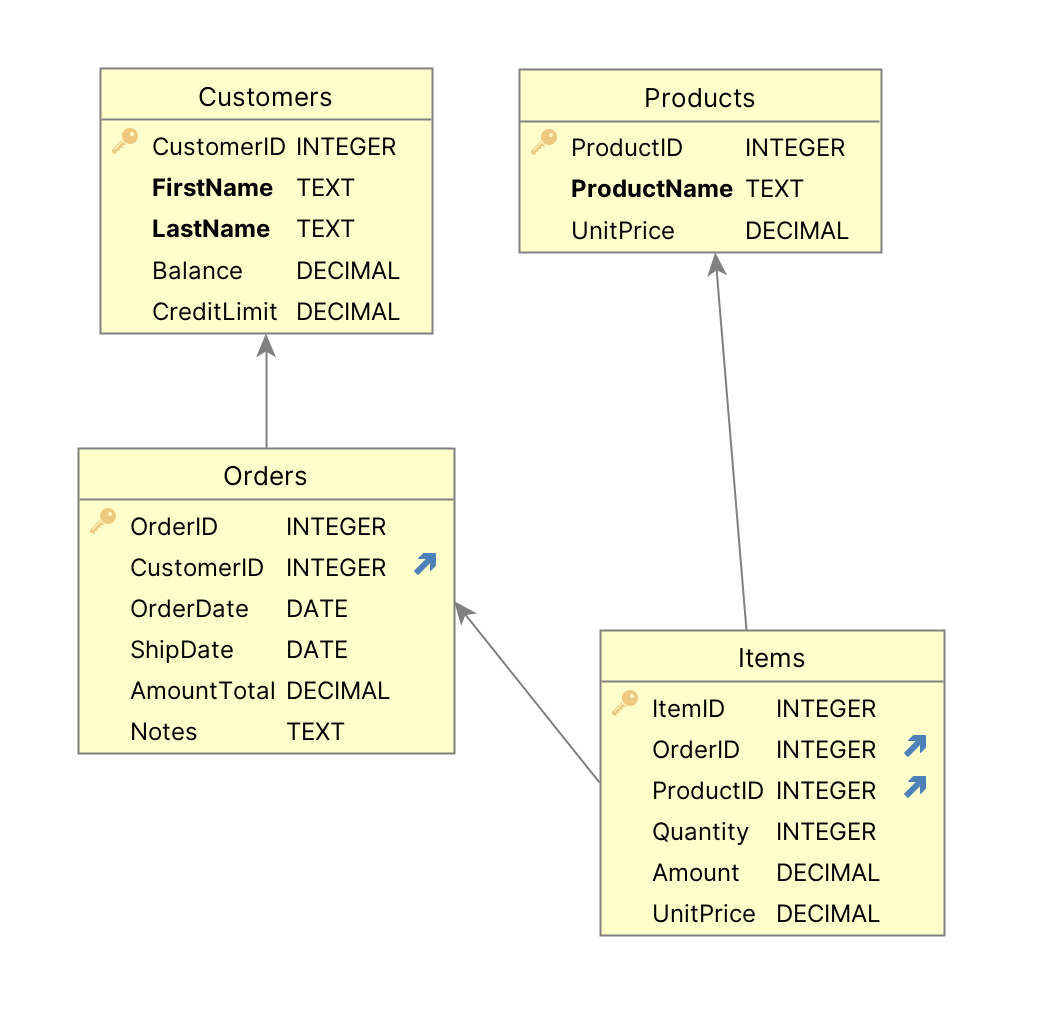 Customers
CustomerID INTEGER
FirstName TEXT
LastName TEXT
Balance DECIMAL
CreditLimit DECIMAL
Products
ProductID INTEGER
ProductName TEXT
UnitPrice DECIMAL
Orders
OrderID INTEGER
CustomerID INTEGER
OrderDate DATE
ShipDate DATE
AmountTotal DECIMAL
Notes TEXT
Items
ItemID INTEGER
OrderID INTEGER
ProductID INTEGER
Quantity INTEGER
Amount DECIMAL
UnitPrice DECIMAL